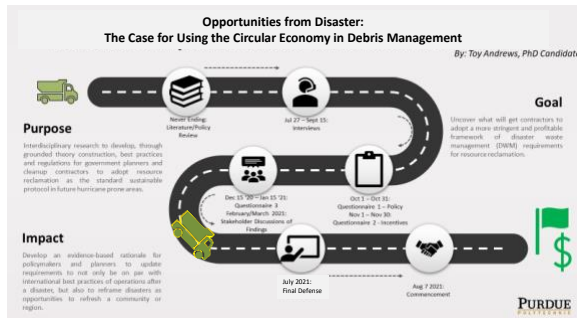 Opportunities from Disaster:
The Case for Using the Circular Economy in Debris Management
By: Toy Andrews, PhD Candidate
Never Ending:
Literature/Policy
Review
Jul 27 – Sept 15:
Interviews
Goal
Uncover what will get contractors to
adopt a more stringent and profitable
framework of disaster waste
management (DWM) requirements
for resource reclamation.
Purpose
Interdisciplinary research to develop, through
grounded theory construction, best practices
and regulations for government planners and
cleanup contractors to adopt resource
reclamation as the standard sustainable
protocol in future hurricane prone areas.
Dec 15 '20 – Jan 15 '21:
Questionnaire 3
February/March 2021:
Stakeholder Discussions of
Findings
Oct 1 – Oct 31:
Questionnaire 1 – Policy
Nov 1 – Nov 30:
Questionnaire 2 - Incentives
Impact
Develop an evidence-based rationale for
policymakers and planners to update
requirements to not only be on par with
international best practices of operations after
a disaster, but also to reframe disasters as
opportunities to refresh a community or
region.
July 2021:
Final Defense
Aug 7 2021:
Commencement
$
PURDUE
POLYTECHNIC